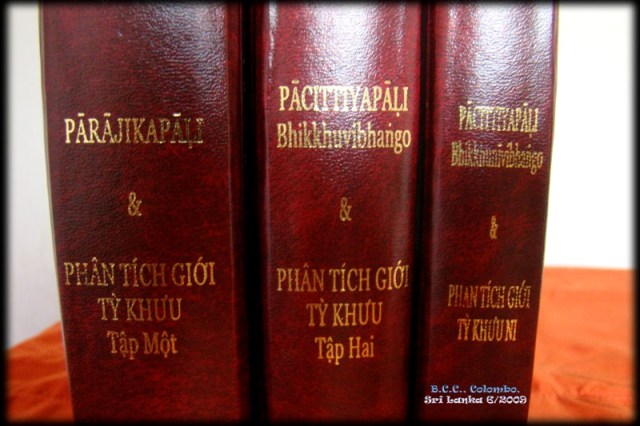 PĀRĀJIKAPĀḶI
&
PHÂN TÍCH GIỚI
TỲ KHƯU
Tập Một
PĀCITTIYAPĀḶI
Bhikkhuvibhaṅgo
&
PHÂN TÍCH GIỚI
TỲ KHƯU
Tập Hai
PĀCITTIYAPĀḶI
Bhikkhunīvibhaṅgo
&
PHÂN TÍCH GIỚI
TỲ KHƯU NI
B.C.C., Colombo.
Sri Lanka 6/2009